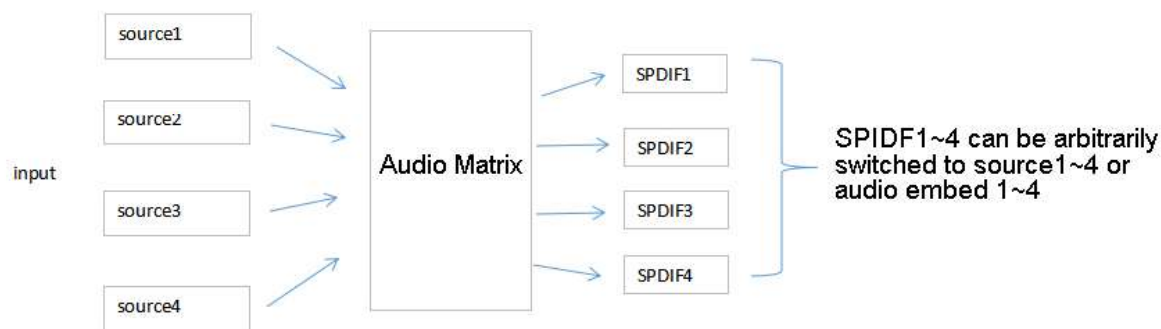 source1
source2
input
source3
source4
Audio Matrix
SPDIF1
SPDIF2
SPDIF3
SPDIF4
SPIDF1~4 can be arbitrarily
switched to source1~4 or
audio embed 1~4